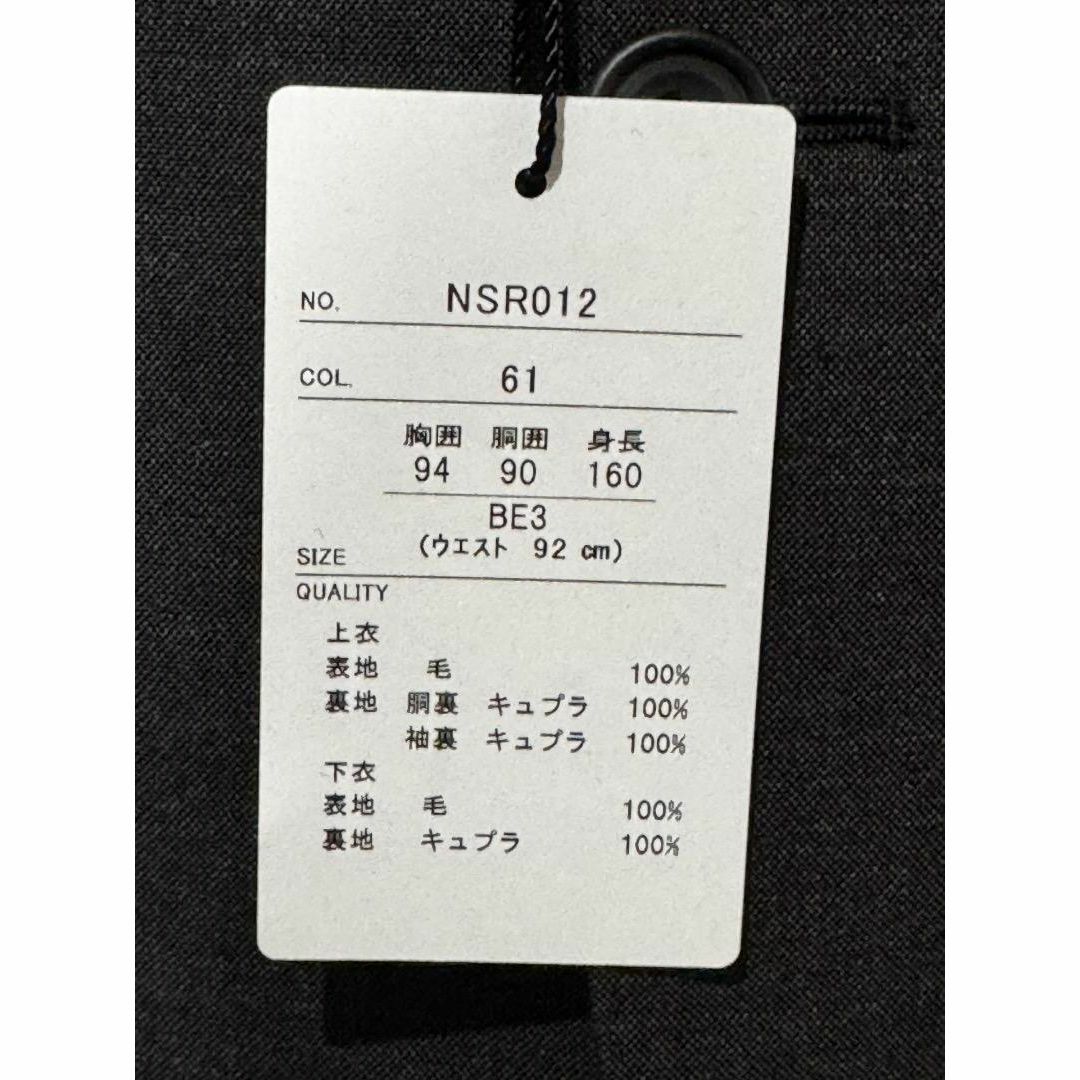 NO. NSR012
COL. 61
胸囲 胴囲 身長
94 90 160
BE3
SIZE (ウエスト 92 cm)
QUALITY
上衣
表地 毛 100%
裏地 胴裏 キュプラ 100%
袖裏 キュプラ 100%
下衣
表地 毛 100%
裏地 キュプラ 100%